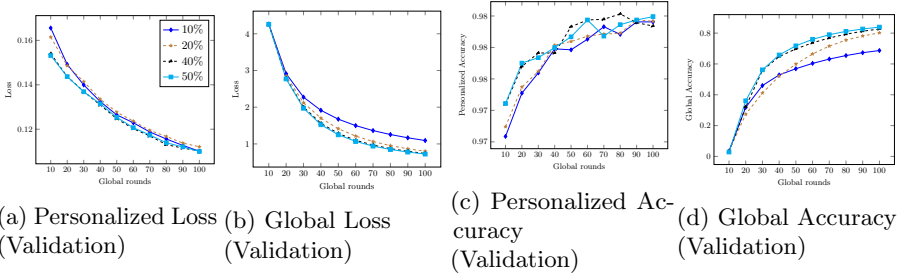 0.16
0.14
0.12
Loss
10 20 30 40 50 60 70 80 90 100
Global rounds
10%
20%
40%
50%
(a) Personalized Loss
(Validation)
4
3
2
1
Loss
10 20 30 40 50 60 70 80 90 100
Global rounds
(b) Global Loss
(Validation)
0.98
0.98
0.98
0.97
0.97
Personalized Accuracy
10 20 30 40 50 60 70 80 90 100
Global rounds
(c) Personalized Ac-
curacy
(Validation)
0.8
0.6
0.4
0.2
0
Global Accuracy
10 20 30 40 50 60 70 80 90 100
Global rounds
(d) Global Accuracy
(Validation)